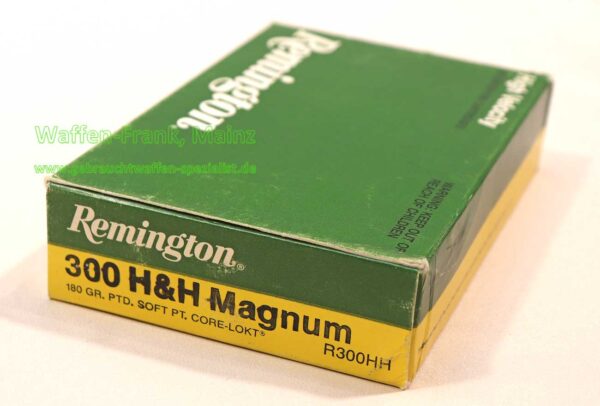 Remington®
High Velocity
WARNING: KEEP OUT OF
REACH OF CHILDREN
Waffen-Frank, Mainz
www.gebrauchtwaffen-spezialist.de
Remington®
300 H&H Magnum
180 GR. PTD. SOFT PT. CORE-LOKT®
R300HH